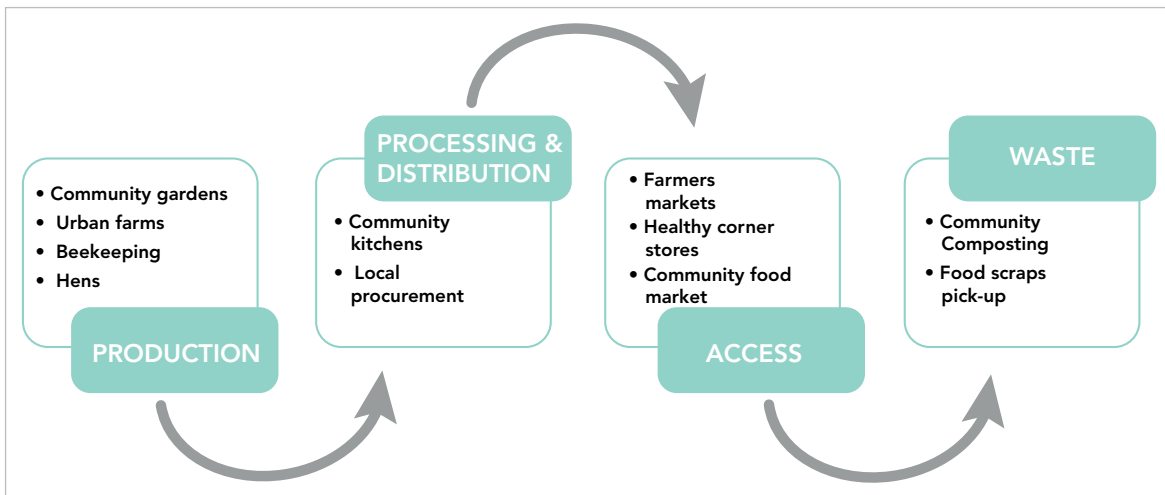 • Community gardens
• Urban farms
• Beekeeping
• Hens
PRODUCTION
PROCESSING &
DISTRIBUTION
• Community
kitchens
• Local
procurement
• Farmers
markets
• Healthy corner
stores
• Community food
market
ACCESS
WASTE
• Community
Composting
• Food scraps
pick-up